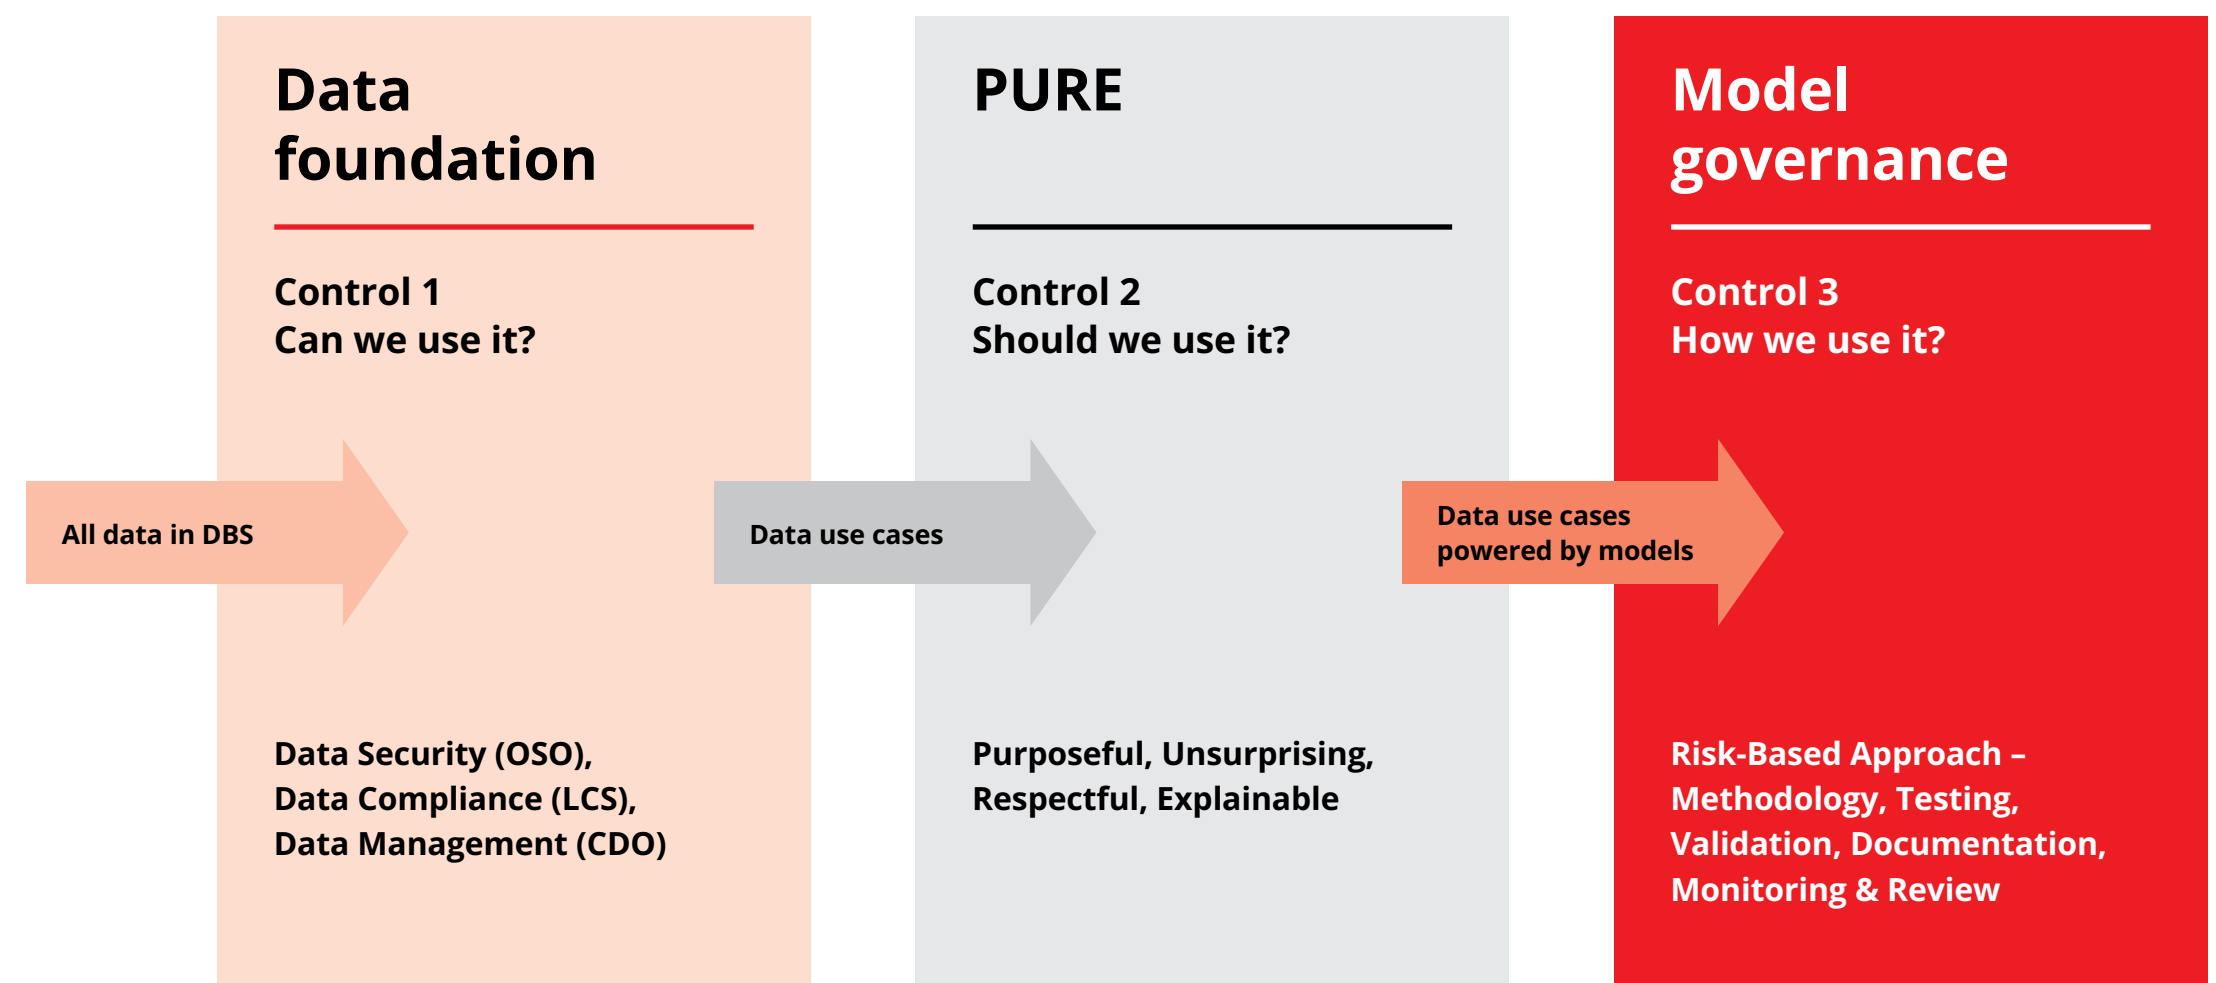 Data
foundation
Control 1
Can we use it?
All data in DBS
Data Security (OSO),
Data Compliance (LCS),
Data Management (CDO)
PURE
Control 2
Should we use it?
Data use cases
Purposeful, Unsurprising,
Respectful, Explainable
Model
governance
Control 3
How we use it?
Data use cases
powered by models
Risk-Based Approach –
Methodology, Testing,
Validation, Documentation,
Monitoring & Review